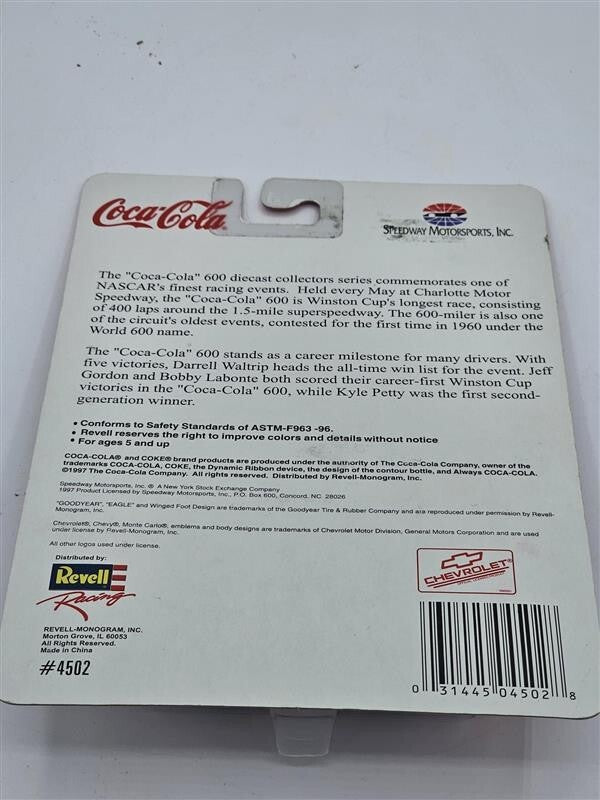 Coca-Cola
SPEEDWAY MOTORSPORTS, INC.
The "Coca-Cola" 600 diecast collectors series commemorates one of
NASCAR's finest racing events. Held every May at Charlotte Motor
Speedway, the "Coca-Cola" 600 is Winston Cup's longest race, consisting
of 400 laps around the 1.5-mile superspeedway. The 600-miler is also one
of the circuit's oldest events, contested for the first time in 1960 under the
World 600 name.
The "Coca-Cola" 600 stands as a career milestone for many drivers. With
five victories, Darrell Waltrip heads the all-time win list for the event. Jeff
Gordon and Bobby Labonte both scored their career-first Winston Cup
victories in the "Coca-Cola" 600, while Kyle Petty was the first second-
generation winner.
• Conforms to Safety Standards of ASTM-F963 -96.
• Revell reserves the right to improve colors and details without notice
• For ages 5 and up
COCA-COLA® and COKE® brand products are produced under the authority of The Coca-Cola Company, owner of the
trademarks COCA-COLA, COKE, the Dynamic Ribbon device, the design of the contour bottle, and Always COCA-COLA.
©1997 The Coca-Cola Company. All rights reserved. Distributed by Revell-Monogram, Inc.
Speedway Motorsports, Inc. ® A New York Stock Exchange Company
1997 Product Licensed by Speedway Motorsports, Inc., P.O. Box 600, Concord, NC 28026
"GOODYEAR", "EAGLE" and Winged Foot Design are trademarks of the Goodyear Tire & Rubber Company and are reproduced under permission by Revell-
Monogram, Inc.
Chevrolet®, Chevy®, Monte Carlo®, emblems and body designs are trademarks of Chevrolet Motor Division, General Motors Corporation and are used
under license by Revell-Monogram, Inc.
All other logos used under license.
Distributed by:
Revell
Racing
CHEVROLET®
REVELL-MONOGRAM, INC.
Morton Grove, IL 60053
All Rights Reserved.
Made in China
#4502
0 31445 04502 8